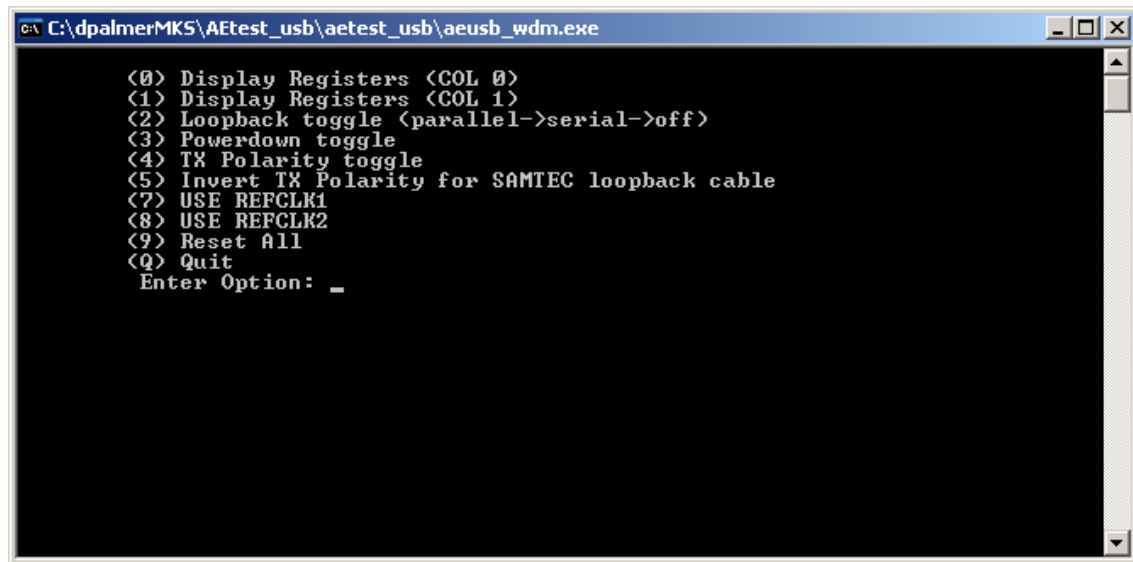 C:\dpalmerMKS\AEtest_usb\aetest_usb\aeusb_wdm.exe
(0) Display Registers (COL 0)
(1) Display Registers (COL 1)
(2) Loopback toggle (parallel->serial->off)
(3) Powerdown toggle
(4) TX Polarity toggle
(5) Invert TX Polarity for SAMTEC loopback cable
(7) USE REFCLK1
(8) USE REFCLK2
(9) Reset All
(Q) Quit
Enter Option: _